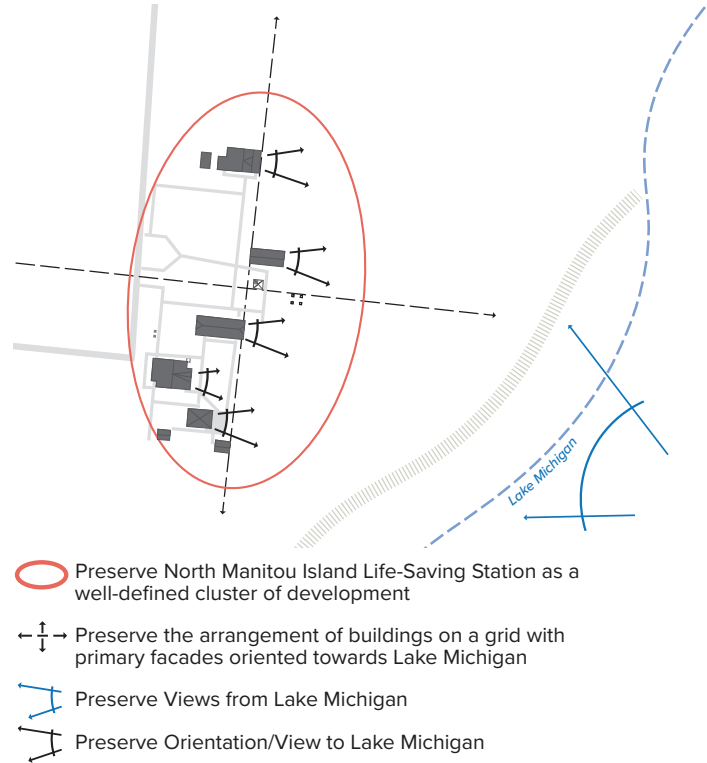 Lake Michigan
Preserve North Manitou Island Life-Saving Station as a
well-defined cluster of development
Preserve the arrangement of buildings on a grid with
primary facades oriented towards Lake Michigan
Preserve Views from Lake Michigan
Preserve Orientation/View to Lake Michigan